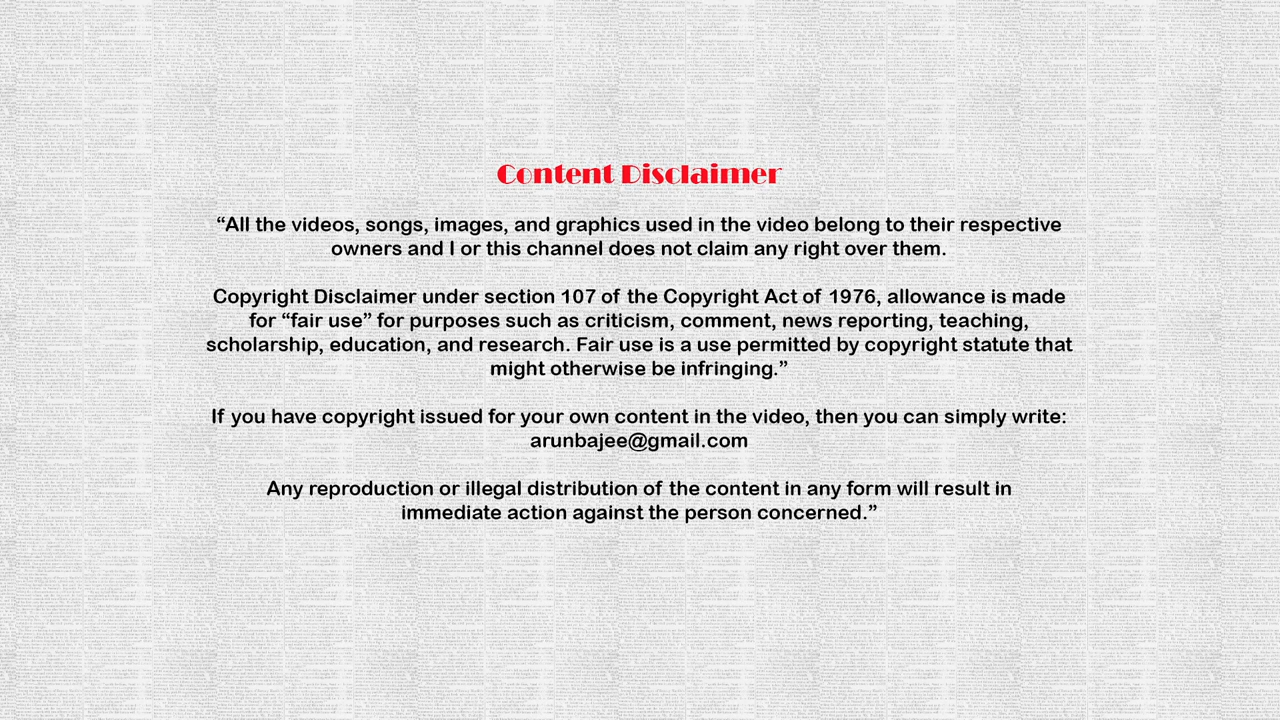 Content Disclaimer
“All the videos, songs, images, and graphics used in the video belong to their respective
owners and I or this channel does not claim any right over them.
Copyright Disclaimer under section 107 of the Copyright Act of 1976, allowance is made
for “fair use” for purposes such as criticism, comment, news reporting, teaching,
scholarship, education, and research. Fair use is a use permitted by copyright statute that
might otherwise be infringing.”
If you have copyright issued for your own content in the video, then you can simply write:
arunbajee@gmail.com
Any reproduction or illegal distribution of the content in any form will result in
immediate action against the person concerned.”